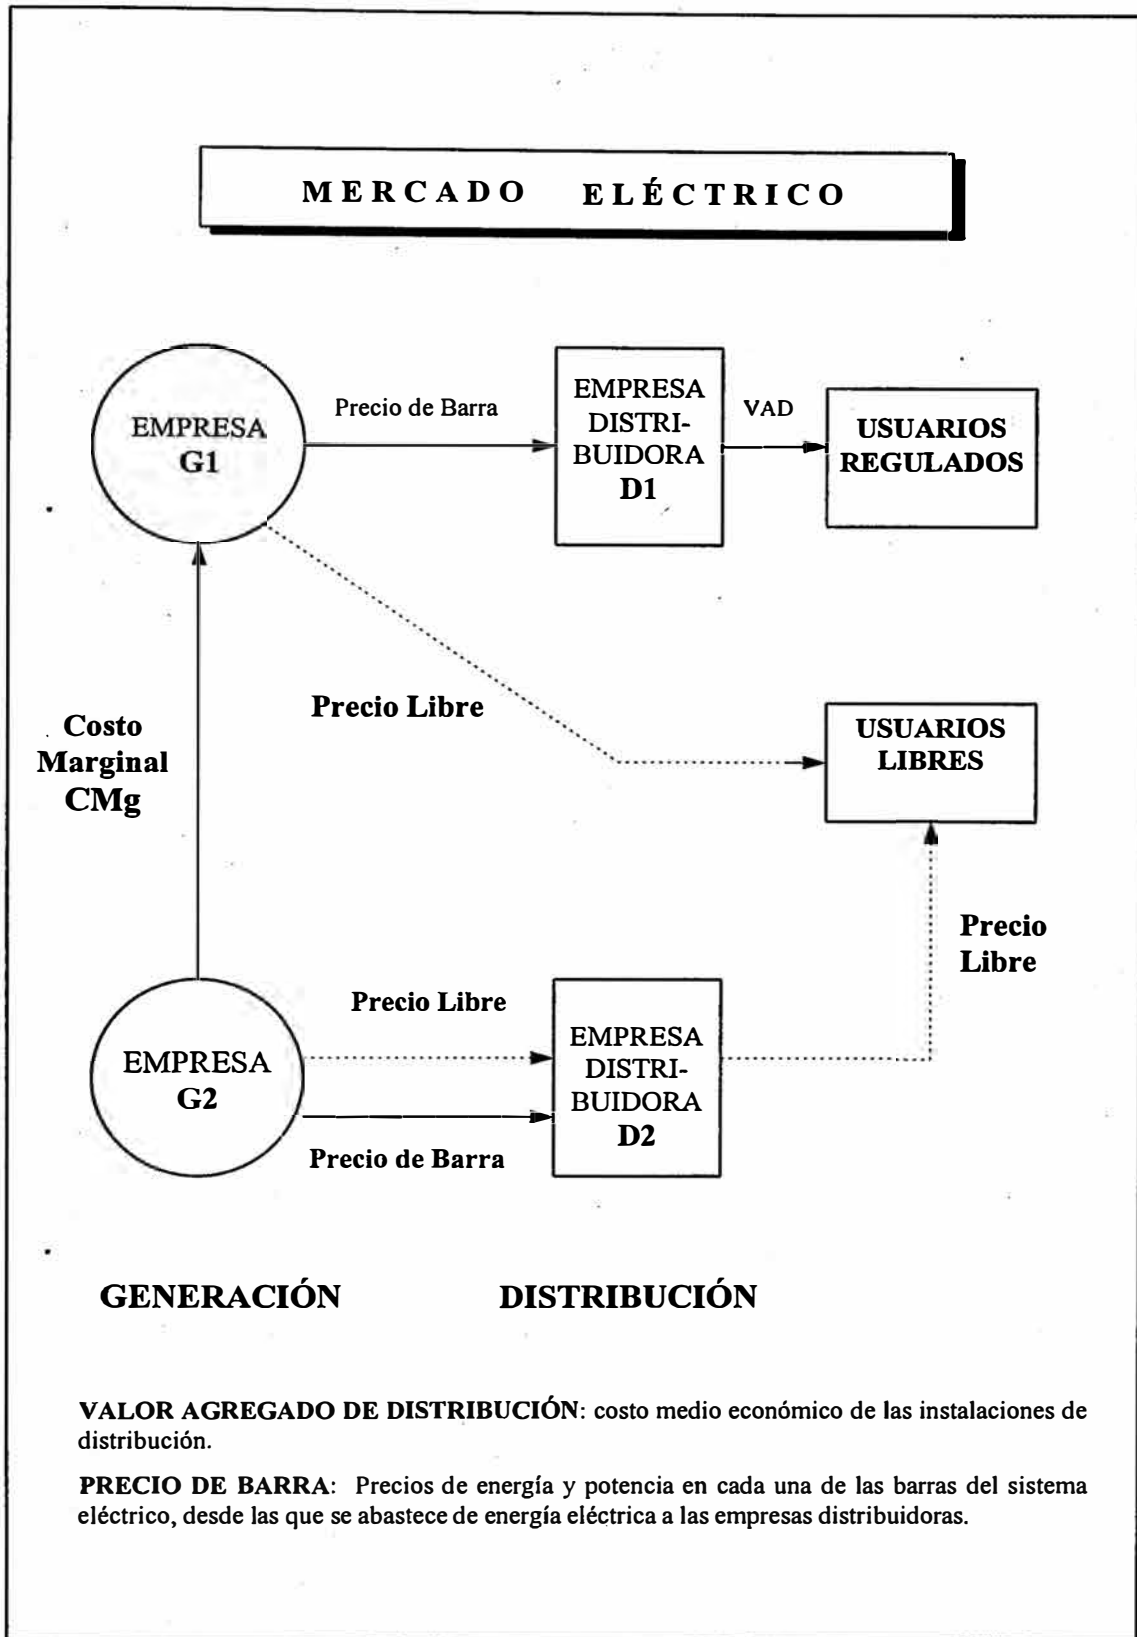 MERCADO ELÉCTRICO
EMPRESA
G1
Precio de Barra
EMPRESA
DISTRI-
BUIDORA
D1
VAD
USUARIOS
REGULADOS
Precio Libre
Costo
Marginal
CMg
USUARIOS
LIBRES
Precio
Libre
EMPRESA
G2
Precio Libre
Precio de Barra
EMPRESA
DISTRI-
BUIDORA
D2
GENERACIÓN
DISTRIBUCIÓN
VALOR AGREGADO DE DISTRIBUCIÓN: costo medio económico de las instalaciones de
distribución.
PRECIO DE BARRA: Precios de energía y potencia en cada una de las barras del sistema
eléctrico, desde las que se abastece de energía eléctrica a las empresas distribuidoras.